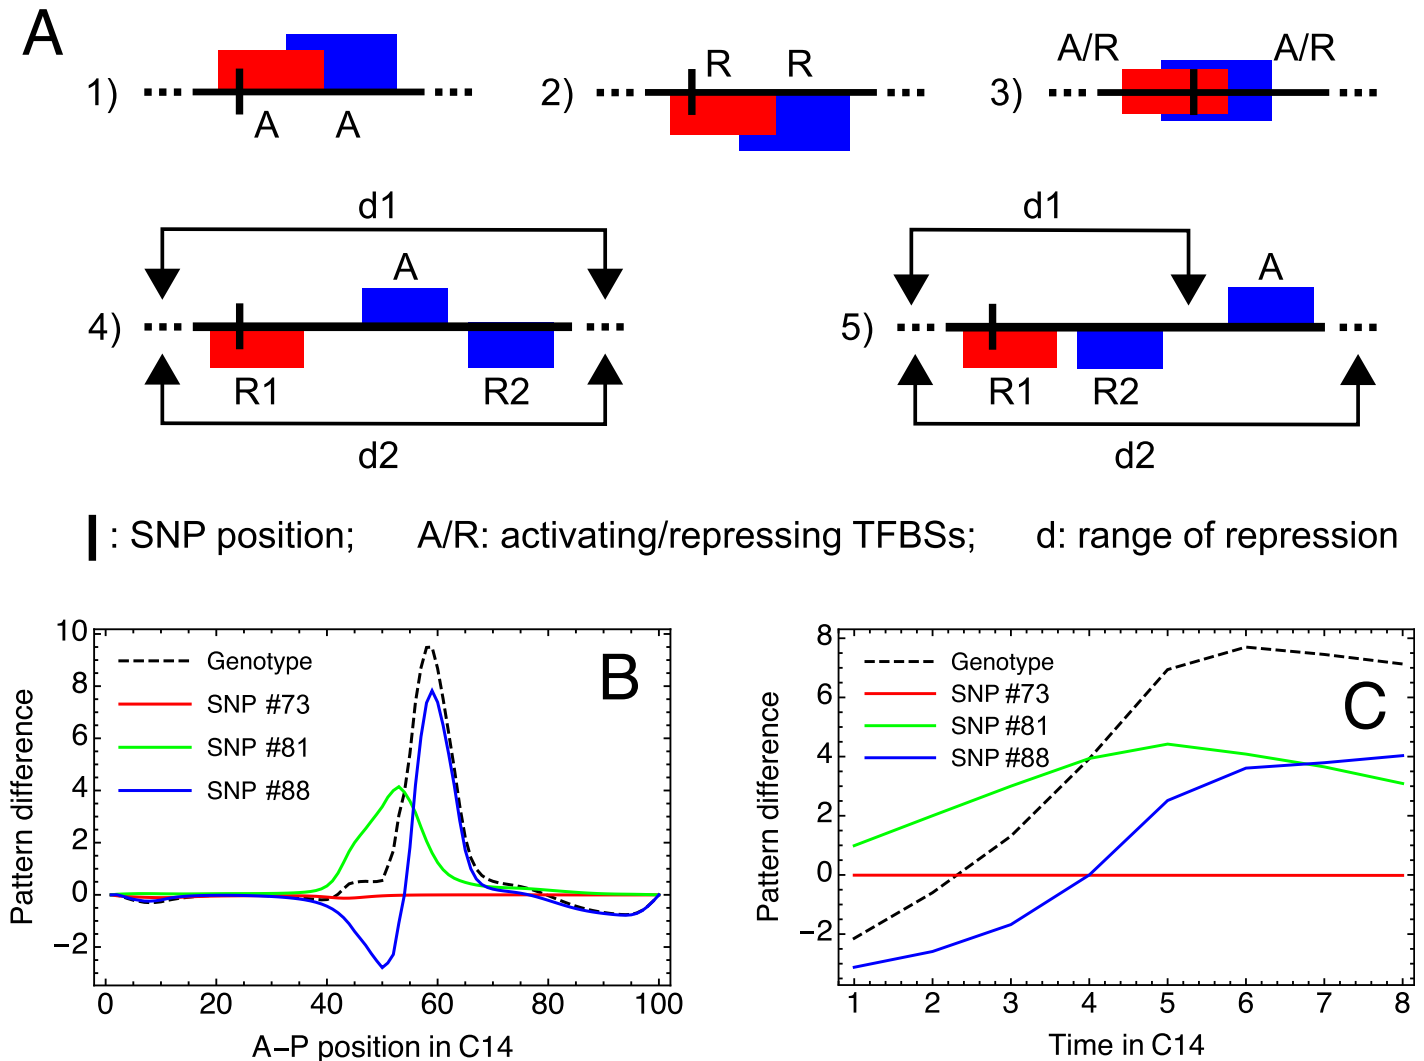 A
1)
A A
2)
R R
3)
A/R A/R
4)
d1
A
R1 R2
d2
5)
d1
A
R1 R2
d2
: SNP position; A/R: activating/repressing TFBSs; d: range of repression
B
Pattern difference
10
8
6
4
2
0
−2
Genotype
SNP #73
SNP #81
SNP #88
0 20 40 60 80 100
A−P position in C14
C
Pattern difference
8
6
4
2
0
−2
Genotype
SNP #73
SNP #81
SNP #88
1 2 3 4 5 6 7 8
Time in C14